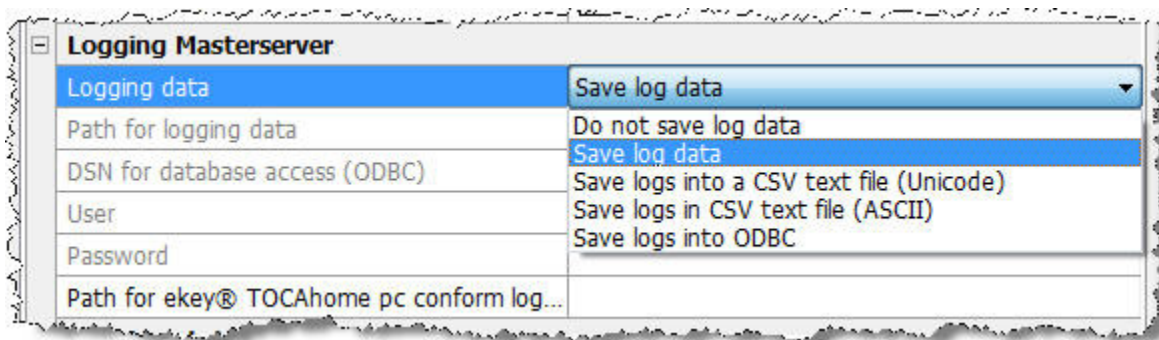 Logging Masterserver
Logging data
Save log data
Path for logging data
Do not save log data
Save log data
DSN for database access (ODBC)
Save logs into a CSV text file (Unicode)
User
Save logs in CSV text file (ASCII)
Save logs into ODBC
Password
Path for ekey® TOCAhome pc conform log...